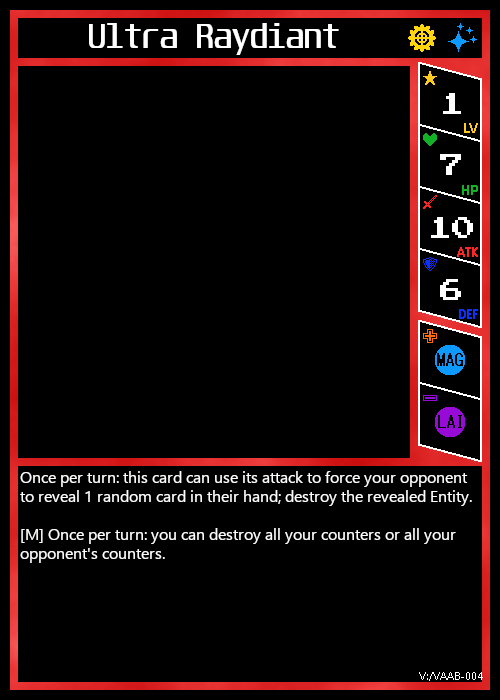 Ultra Raydiant
1
LV
7
HP
10
ATK
6
DEF
MAG
LAI
Once per turn: this card can use its attack to force your opponent
to reveal 1 random card in their hand; destroy the revealed Entity.
[M] Once per turn: you can destroy all your counters or all your
opponent's counters.
V:/VAAB-004